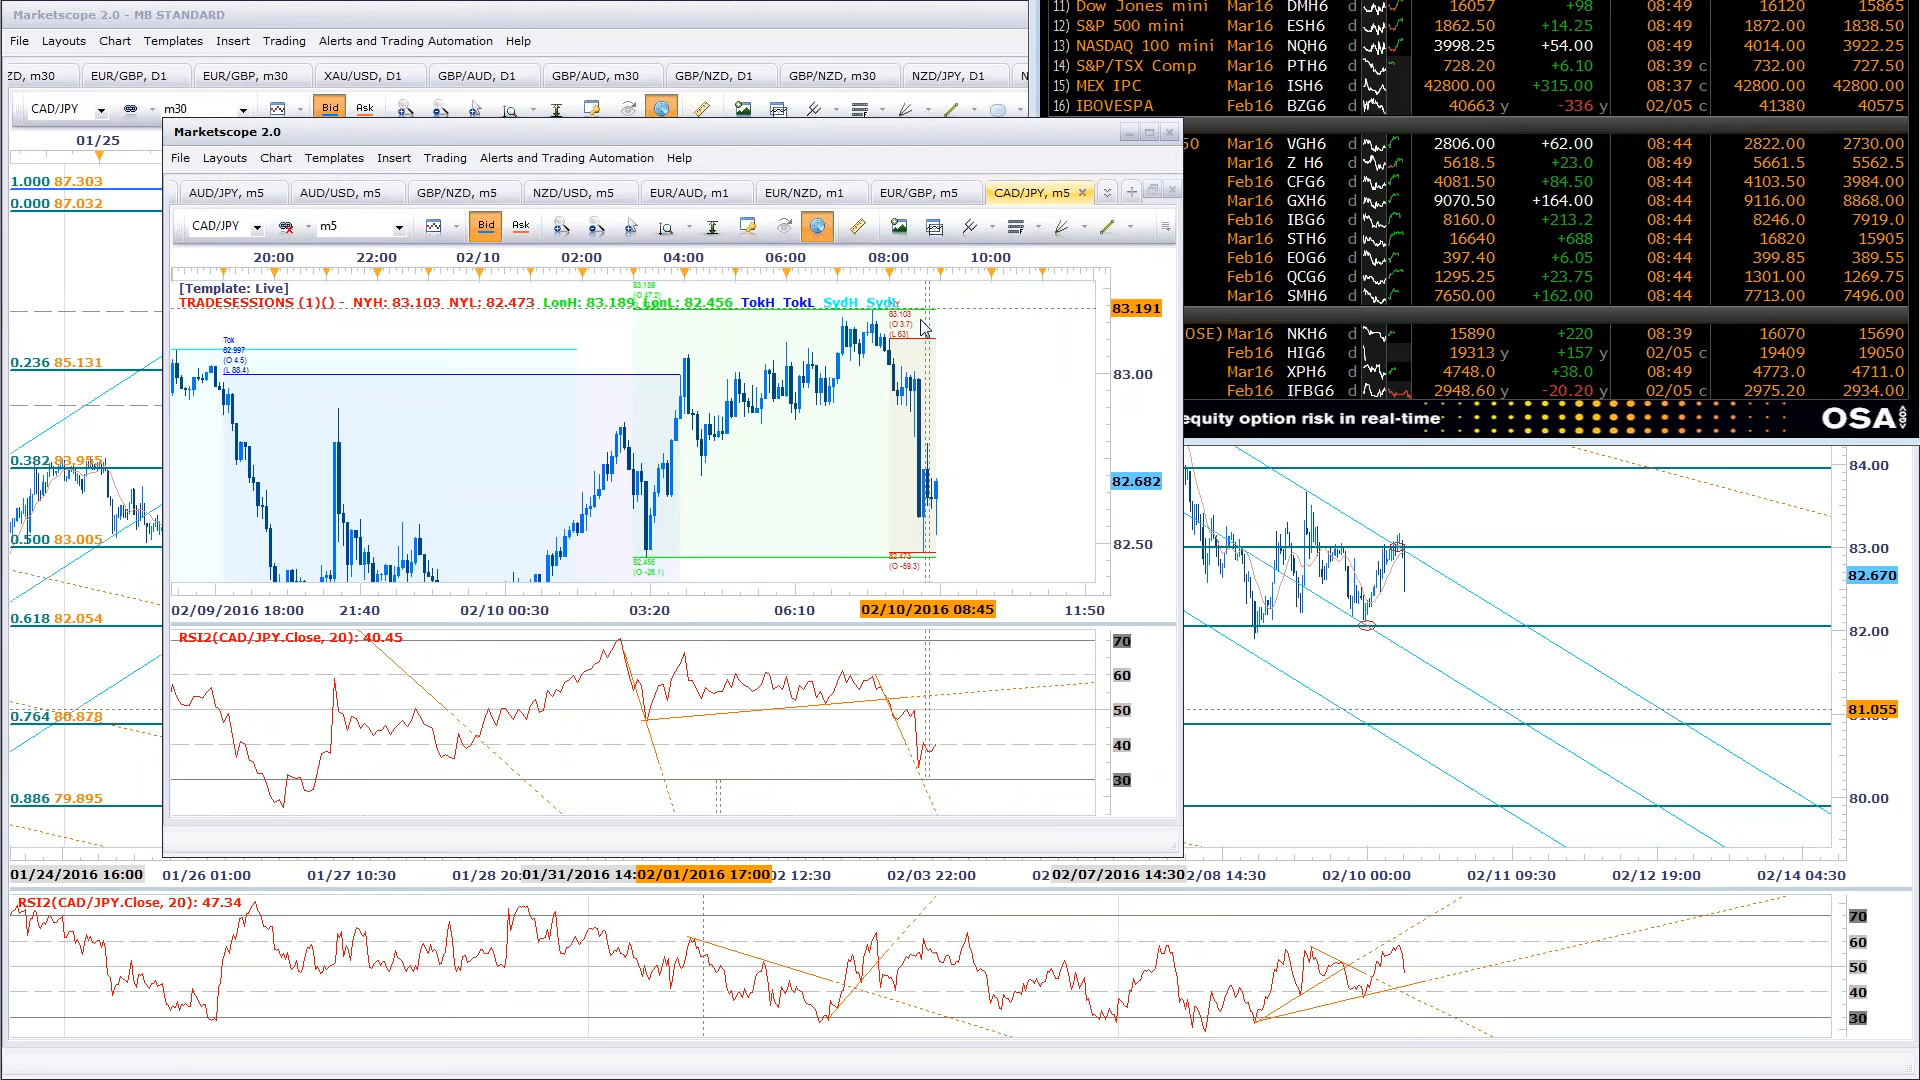 Marketscope 2.0 - MB STANDARD
File Layouts Chart Templates Insert Trading Alerts and Trading Automation Help
ZD, m30 EUR/GBP, D1 EUR/GBP, m30 XAU/USD, D1 GBP/AUD, D1 GBP/AUD, m30 GBP/NZD, D1 GBP/NZD, m30 NZD/JPY, D1 N
CAD/JPY m30 Bid Ask
01/25
1.000 87.303
0.000 87.032
0.236 85.131
0.382 83.955
0.500 83.005
0.618 82.054
0.764 80.878
0.886 79.895
Marketscope 2.0
File Layouts Chart Templates Insert Trading Alerts and Trading Automation Help
AUD/JPY, m5 AUD/USD, m5 GBP/NZD, m5 NZD/USD, m5 EUR/AUD, m1 EUR/NZD, m1 EUR/GBP, m5 CAD/JPY, m5
CAD/JPY m5 Bid Ask
20:00 22:00 02/10 02:00 04:00 06:00 08:00 10:00
[Template: Live]
TRADESESSIONS (1)() - NYH: 83.103 NYL: 82.473 LonH: 83.189 LonL: 82.456 TokH TokL SydH SydL
83.189
(O 47.2)
83.103
(O 3.7)
(L 63)
Tok
82.997
(O 4.5)
(L 88.4)
82.456
(O -26.1)
82.473
(O -59.3)
83.191
83.00
82.682
82.50
02/09/2016 18:00 21:40 02/10 00:30 03:20 06:10 02/10/2016 08:45 11:50
RSI2(CAD/JPY.Close, 20): 40.45
70
60
50
40
30
11) Dow Jones mini Mar16 DMH6 d 16057 +98 08:49 16120 15865
12) S&P 500 mini Mar16 ESH6 d 1862.50 +14.25 08:49 1872.00 1838.50
13) NASDAQ 100 mini Mar16 NQH6 d 3998.25 +54.00 08:49 4014.00 3922.25
14) S&P/TSX Comp Mar16 PTH6 d 728.20 +6.10 08:39 c 732.00 727.50
15) MEX IPC Mar16 ISH6 d 42800.00 +315.00 08:37 c 42800.00 42800.00
16) IBOVESPA Feb16 BZG6 d 40663 y -336 y 02/05 c 41380 40575
50 Mar16 VGH6 d 2806.00 +62.00 08:44 2822.00 2730.00
Mar16 Z H6 d 5618.5 +23.0 08:49 5661.5 5562.5
Feb16 CFG6 d 4081.50 +84.50 08:44 4103.50 3984.00
Mar16 GXH6 d 9070.50 +164.00 08:44 9116.00 8868.00
Feb16 IBG6 d 8160.0 +213.2 08:44 8246.0 7919.0
Mar16 STH6 d 16640 +688 08:44 16820 15905
Feb16 EOG6 d 397.40 +6.05 08:44 399.85 389.55
Feb16 QCG6 d 1295.25 +23.75 08:44 1301.00 1269.75
Mar16 SMH6 d 7650.00 +162.00 08:44 7713.00 7496.00
OSE) Mar16 NKH6 d 15890 +220 08:39 16070 15690
Feb16 HIG6 d 19313 y +157 y 02/05 c 19409 19050
Mar16 XPH6 d 4748.0 +38.0 08:49 4773.0 4711.0
Feb16 IFBG6 d 2948.60 y -20.20 y 02/05 c 2975.20 2934.00
equity option risk in real-time OSA
84.00
83.00
82.670
82.00
81.055
80.00
01/24/2016 16:00 01/26 01:00 01/27 10:30 01/28 20:0 01/31/2016 14: 02/01/2016 17:00 02 12:30 02/03 22:00 02 02/07/2016 14:30 2/08 14:30 02/10 00:00 02/11 09:30 02/12 19:00 02/14 04:30
RSI2(CAD/JPY.Close, 20): 47.34
70
60
50
40
30